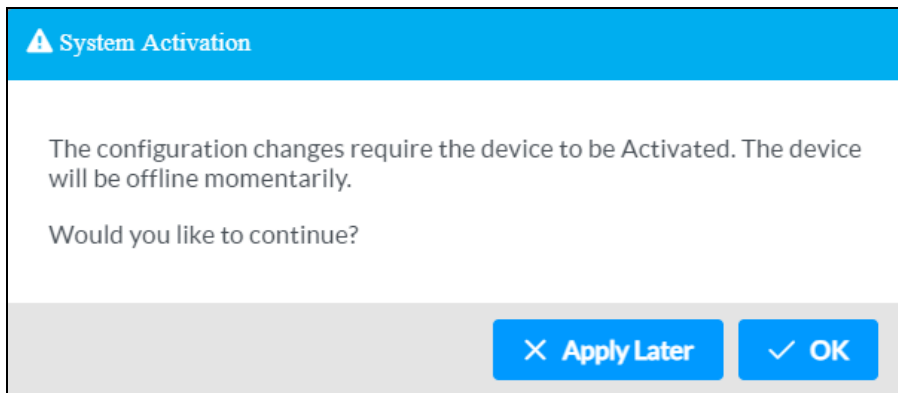 System Activation
The configuration changes require the device to be Activated. The device
will be offline momentarily.
Would you like to continue?
Apply Later
OK